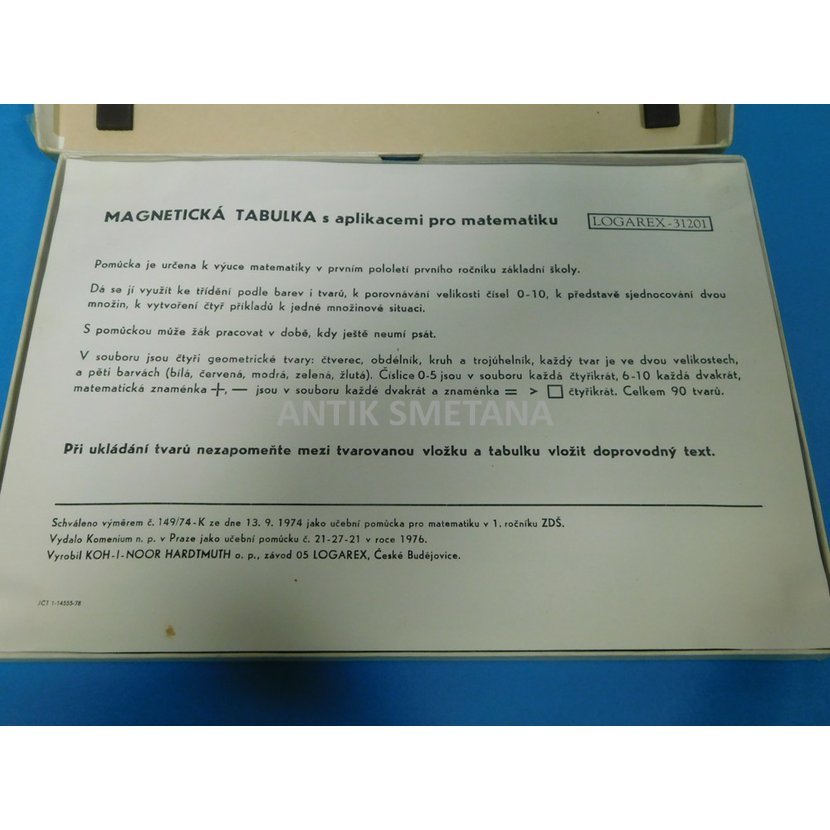 MAGNETICKÁ TABULKA s aplikacemi pro matematiku LOGAREX-31201
Pomůcka je určena k výuce matematiky v prvním pololetí prvního ročníku základní školy.
Dá se jí využít ke třídění podle barev i tvarů, k porovnávání velikosti čísel 0-10, k představě sjednocování dvou
množin, k vytvoření čtyř příkladů k jedné množinové situaci.
S pomůckou může žák pracovat v době, kdy ještě neumí psát.
V souboru jsou čtyři geometrické tvary: čtverec, obdélník, kruh a trojúhelník, každý tvar je ve dvou velikostech,
a pěti barvách (bílá, červená, modrá, zelená, žlutá). Číslice 0-5 jsou v souboru každá čtyřikrát, 6-10 každá dvakrát,
matematická znaménka +, — jsou v souboru každé dvakrát a znaménka = > □ čtyřikrát. Celkem 90 tvarů.
ANTIK SMETANA
Při ukládání tvarů nezapomeňte mezi tvarovanou vložku a tabulku vložit doprovodný text.
Schváleno výměrem č. 149/74-K ze dne 13. 9. 1974 jako učební pomůcka pro matematiku v 1. ročníku ZDŠ.
Vydalo Komenium n. p. v Praze jako učební pomůcku č. 21-27-21 v roce 1976.
Vyrobil KOH-I-NOOR HARDTMUTH o. p., závod 05 LOGAREX, České Budějovice.
JCT 1-14555-78